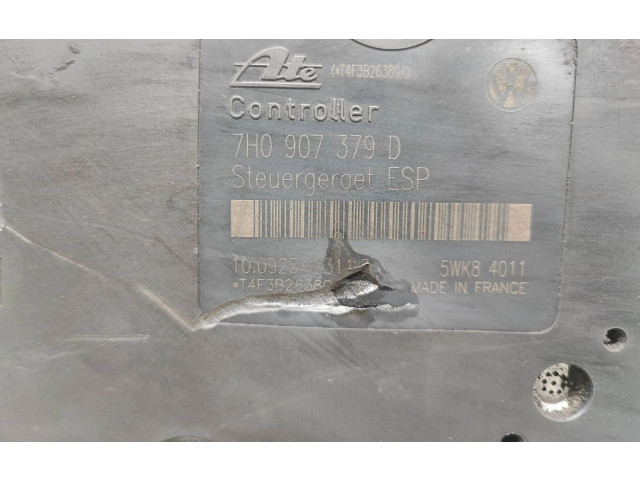 Ate
Controller
7H0 907 379 D
Steuergeraet ESP
5WK8 4011
MADE IN FRANCE